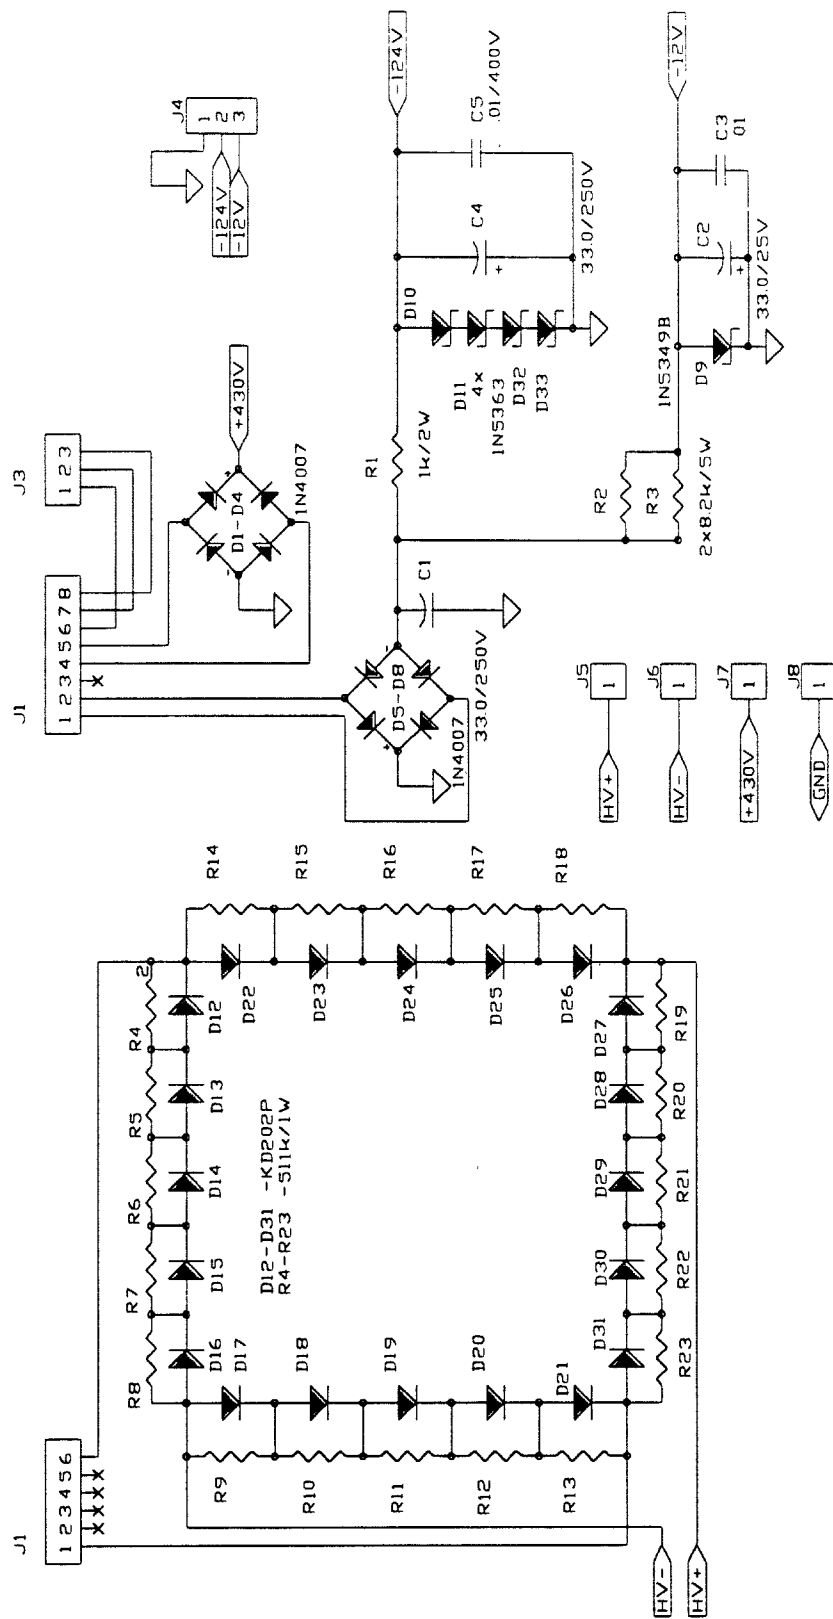 J1
1 2 3 4 5 6
R8
R7
R6
R5
R4
2
D16
D15
D14
D13
D12
R9
R10
R11
R12
R13
D17
D18
D19
D20
D21
D12-D31 -KD202P
R4-R23 -511k/1W
D22
D23
D24
D25
D26
R14
R15
R16
R17
R18
D31
D30
D29
D28
D27
R23
R22
R21
R20
R19
HV-
HV+
J1
1 2 3 4 5 6 7 8
J3
1 2 3
J4
1
2
3
-124V
-12V
D1-D4
+
-
1N4007
+430V
D5-D8
+
-
1N4007
33.0/250V
C1
R1
1k/2W
D10
D11
4x
1N5363
D32
D33
C4
+
33.0/250V
C5
.01/400V
-124V
R2
R3
2x8.2k/5W
1N5349B
D9
C2
+
33.0/25V
C3
.01
-12V
HV+
J5
1
HV-
J6
1
+430V
J7
1
GND
J8
1